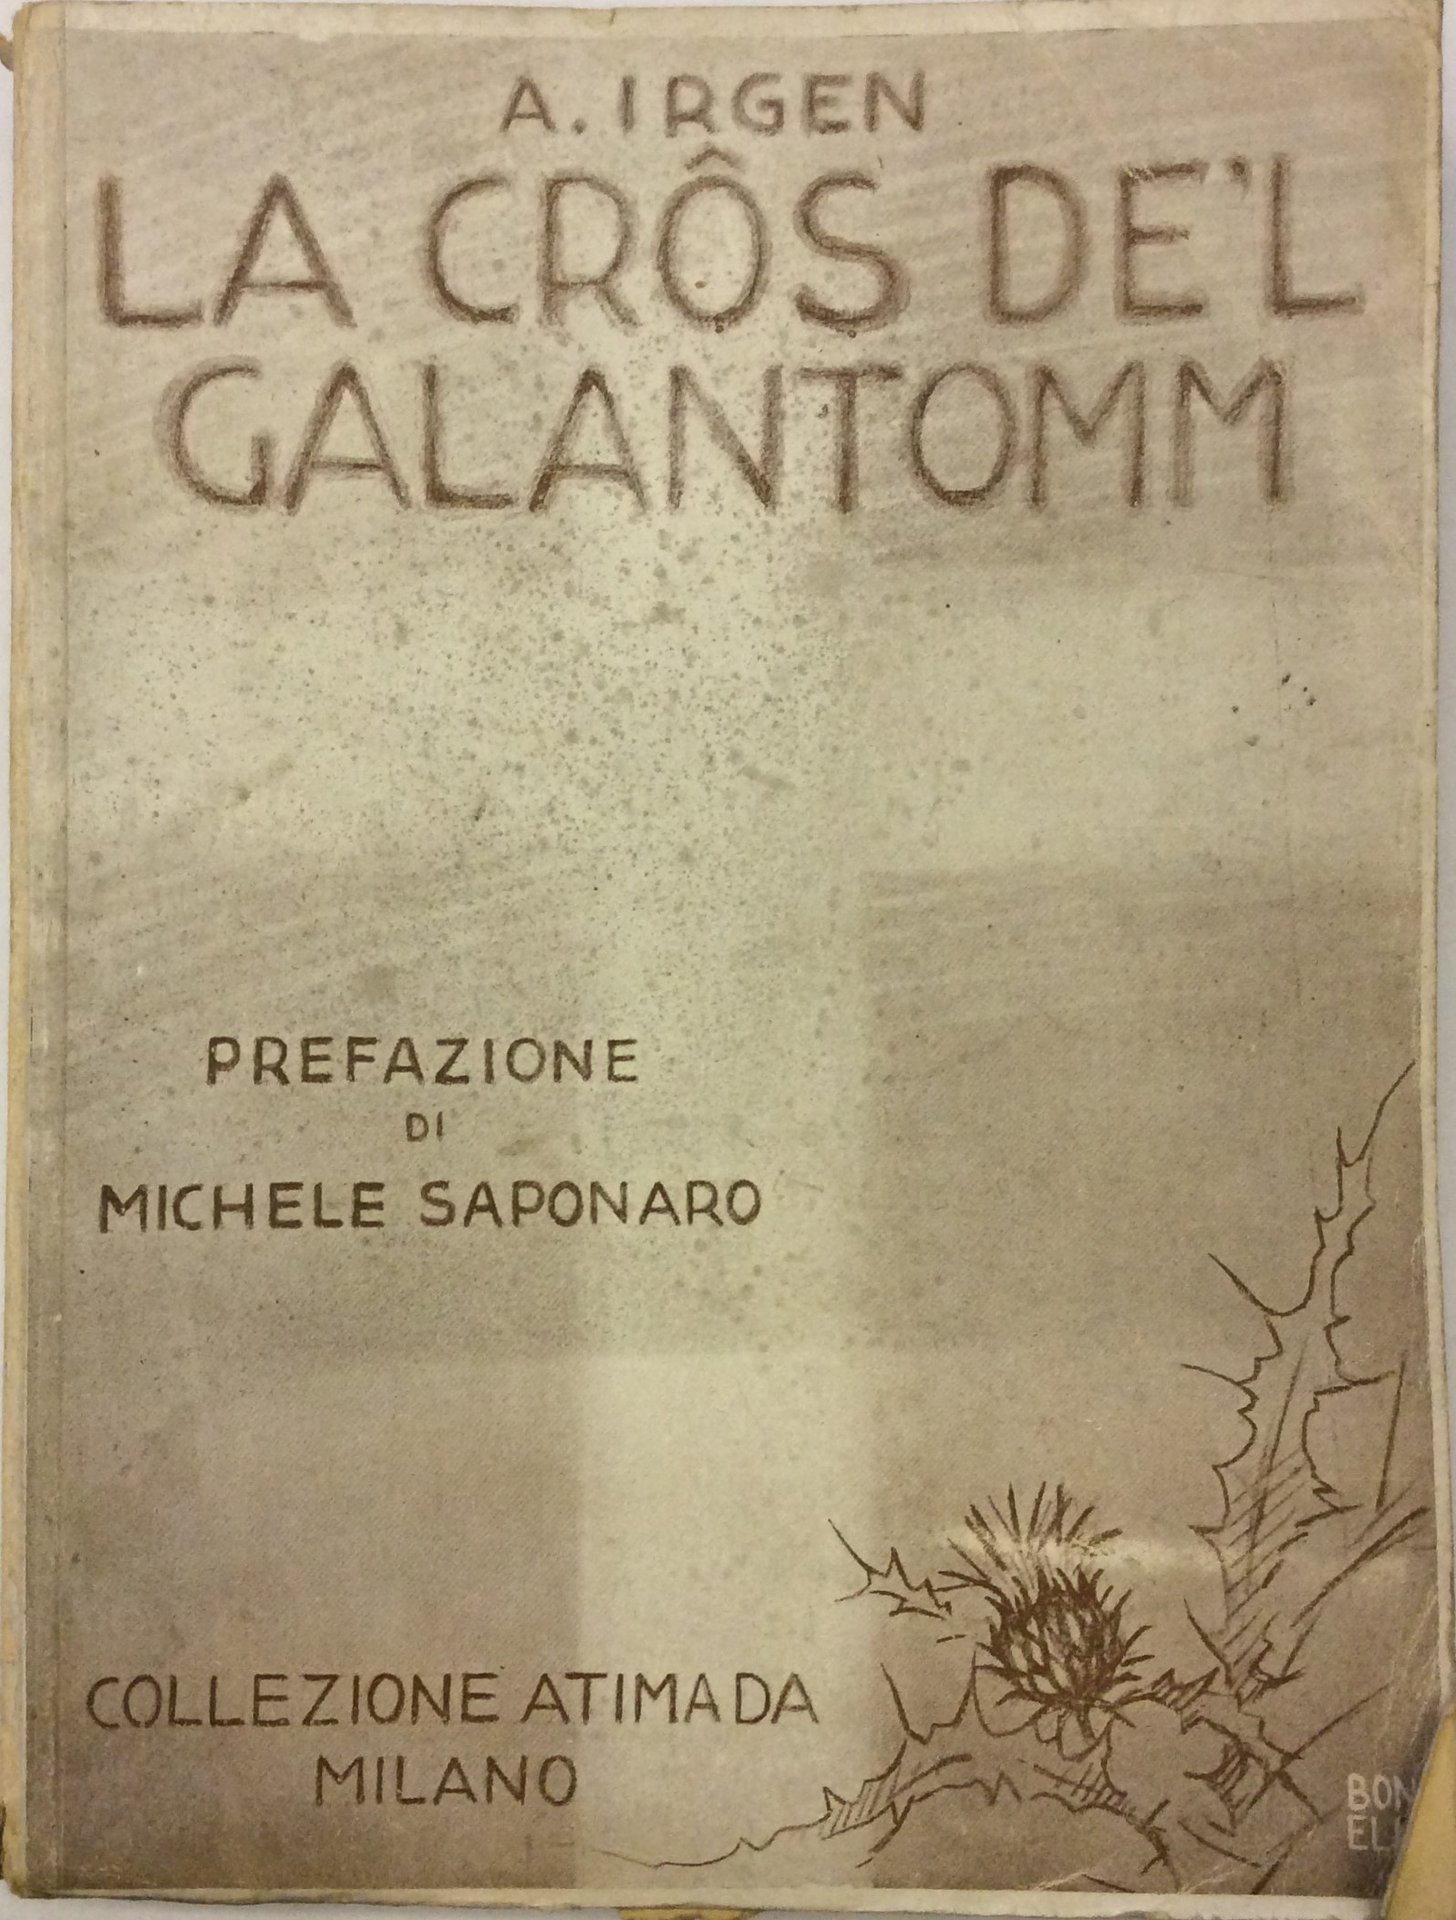 A. IRGEN
LA CRÔS DE'L
GALANTOMM
PREFAZIONE
DI
MICHELE SAPONARO
COLLEZIONE ATIMADA
MILANO